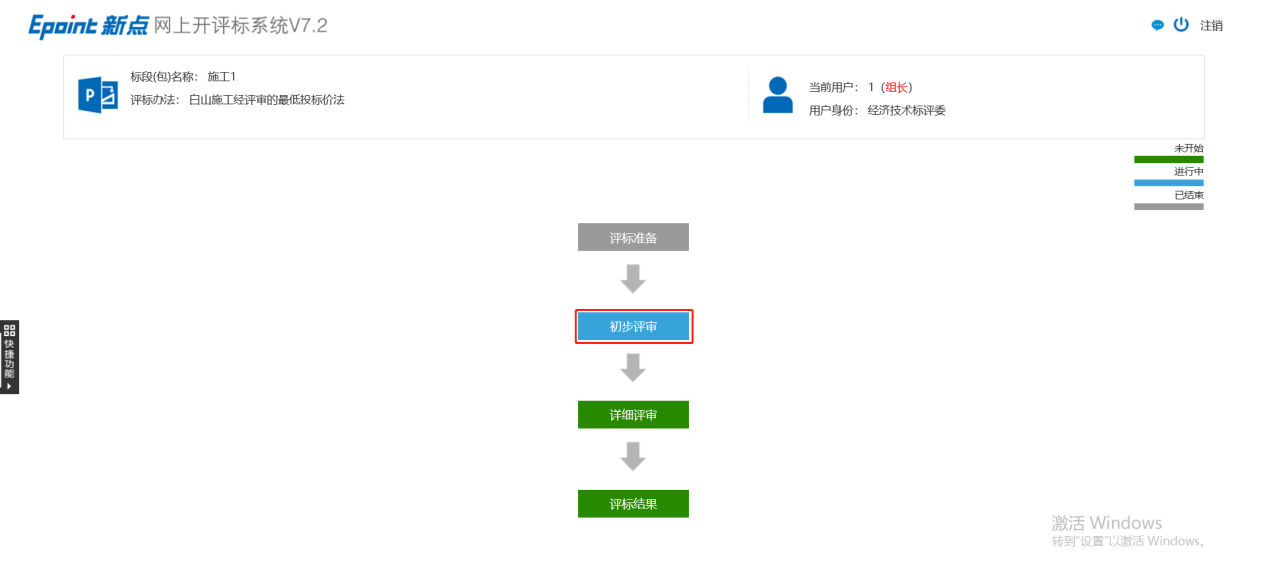 Epoint 新点 网上开评标系统V7.2
注销
标段(包)名称： 施工1
评标办法： 白山施工经评审的最低投标价法
当前用户： 1（组长）
用户身份： 经济技术标评委
未开始
进行中
已结束
评标准备
初步评审
详细评审
评标结果
快捷功能
激活 Windows
转到"设置"以激活 Windows。